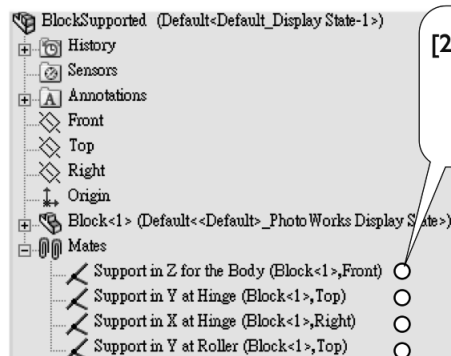 BlockSupported (Default<Default_Display State-1>)
[2
History
Sensors
A Annotations
Front
Top
Right
Origin
Block<1> (Default<<Default>_PhotoWorks Display State>)
Mates
Support in Z for the Body (Block<1>,Front)
Support in Y at Hinge (Block<1>,Top)
Support in X at Hinge (Block<1>,Right)
Support in Y at Roller (Block<1>,Top)